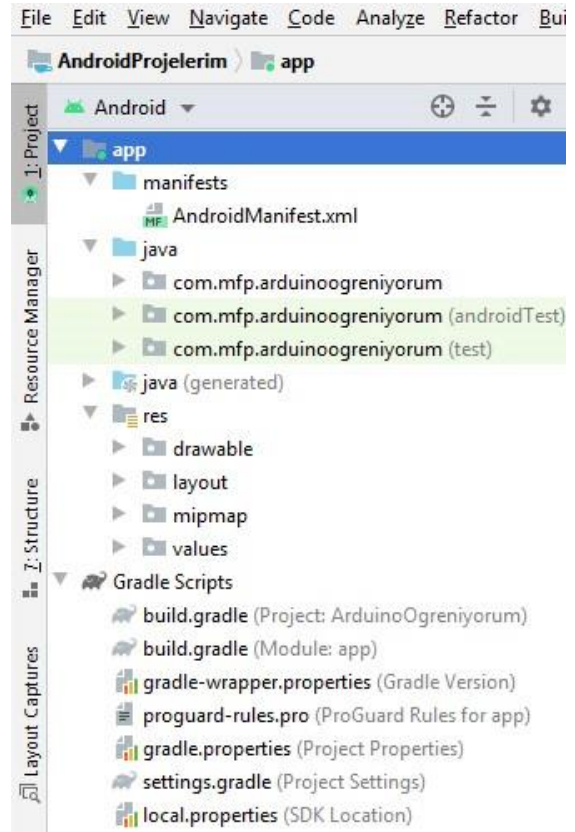 File Edit View Navigate Code Analyze Refactor
AndroidProjelerim app
Android
1: Project
Resource Manager
7: Structure
Layout Captures
app
manifests
MF AndroidManifest.xml
java
com.mfp.arduinoogreniyorum
com.mfp.arduinoogreniyorum (androidTest)
com.mfp.arduinoogreniyorum (test)
java (generated)
res
drawable
layout
mipmap
values
Gradle Scripts
build.gradle (Project: ArduinoOgreniyorum)
build.gradle (Module: app)
gradle-wrapper.properties (Gradle Version)
proguard-rules.pro (ProGuard Rules for app)
gradle.properties (Project Properties)
settings.gradle (Project Settings)
local.properties (SDK Location)